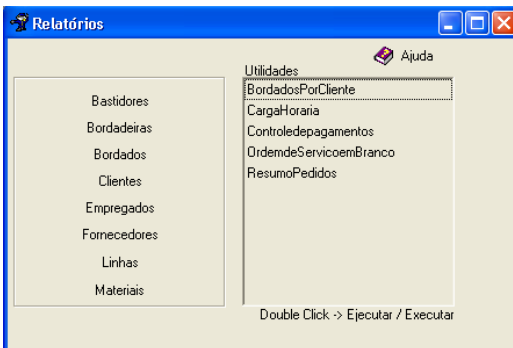 Relatórios
Ajuda
Utilidades
Bastidores
Bordadeiras
Bordados
Clientes
Empregados
Fornecedores
Linhas
Materiais
BordadosPorCliente
CargaHoraria
Controledepagamentos
OrdemdeServicoemBranco
ResumoPedidos
Double Click -> Ejecutar / Executar